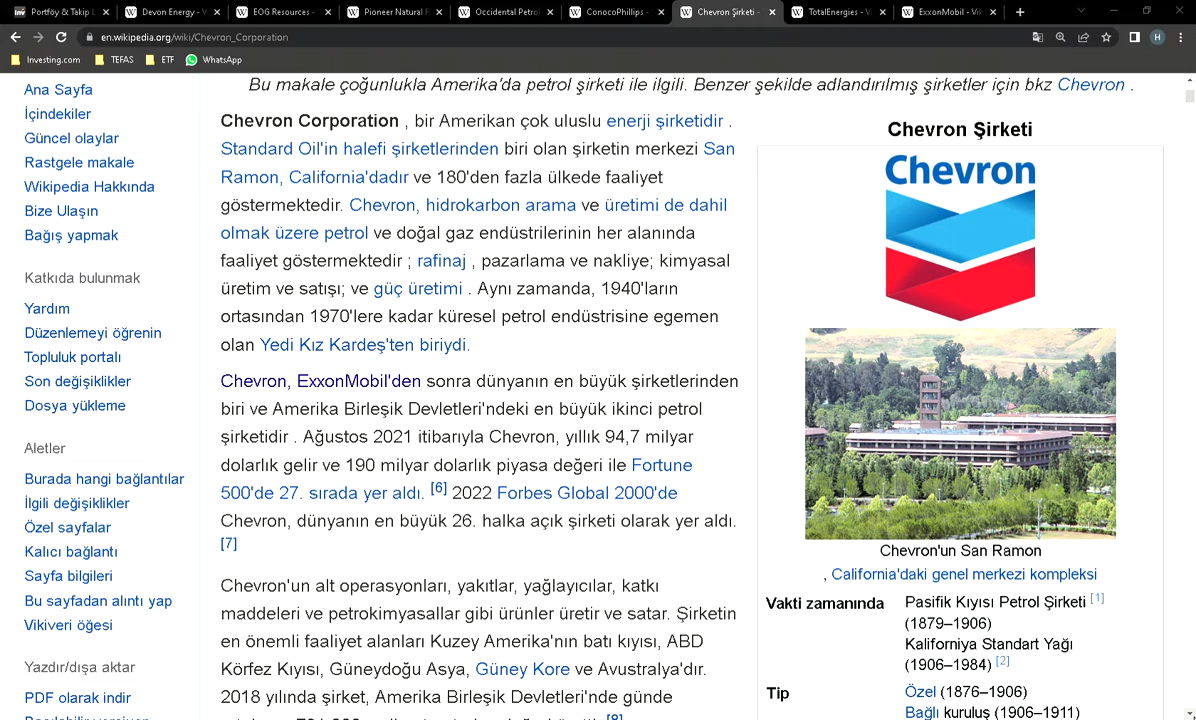 Portföy & Takip L
Devon Energy - V
EOG Resources -
Pioneer Natural R
Occidental Petrol
ConocoPhillips -
Chevron Şirketi -
TotalEnergies - Vi
ExxonMobil - Viki
en.wikipedia.org/wiki/Chevron_Corporation
H
Investing.com
TEFAS
ETF
WhatsApp
Bu makale çoğunlukla Amerika'da petrol şirketi ile ilgili. Benzer şekilde adlandırılmış şirketler için bkz Chevron .
Ana Sayfa
İçindekiler
Güncel olaylar
Rastgele makale
Wikipedia Hakkında
Bize Ulaşın
Bağış yapmak
Katkıda bulunmak
Yardım
Düzenlemeyi öğrenin
Topluluk portalı
Son değişiklikler
Dosya yükleme
Aletler
Burada hangi bağlantılar
İlgili değişiklikler
Özel sayfalar
Kalıcı bağlantı
Sayfa bilgileri
Bu sayfadan alıntı yap
Vikiveri öğesi
Yazdır/dışa aktar
PDF olarak indir
Chevron Corporation , bir Amerikan çok uluslu enerji şirketidir .
Standard Oil'in halefi şirketlerinden biri olan şirketin merkezi San
Ramon, California'dadır ve 180'den fazla ülkede faaliyet
göstermektedir. Chevron, hidrokarbon arama ve üretimi de dahil
olmak üzere petrol ve doğal gaz endüstrilerinin her alanında
faaliyet göstermektedir ; rafinaj , pazarlama ve nakliye; kimyasal
üretim ve satışı; ve güç üretimi . Aynı zamanda, 1940'ların
ortasından 1970'lere kadar küresel petrol endüstrisine egemen
olan Yedi Kız Kardeş'ten biriydi.
Chevron, ExxonMobil'den sonra dünyanın en büyük şirketlerinden
biri ve Amerika Birleşik Devletleri'ndeki en büyük ikinci petrol
şirketidir . Ağustos 2021 itibarıyla Chevron, yıllık 94,7 milyar
dolarlık gelir ve 190 milyar dolarlık piyasa değeri ile Fortune
500'de 27. sırada yer aldı. [6] 2022 Forbes Global 2000'de
Chevron, dünyanın en büyük 26. halka açık şirketi olarak yer aldı.
[7]
Chevron'un alt operasyonları, yakıtlar, yağlayıcılar, katkı
maddeleri ve petrokimyasallar gibi ürünler üretir ve satar. Şirketin
en önemli faaliyet alanları Kuzey Amerika'nın batı kıyısı, ABD
Körfez Kıyısı, Güneydoğu Asya, Güney Kore ve Avustralya'dır.
2018 yılında şirket, Amerika Birleşik Devletleri'nde günde
[8]
Chevron Şirketi
Chevron
Chevron'un San Ramon
, California'daki genel merkezi kompleksi
Vakti zamanında Pasifik Kıyısı Petrol Şirketi [1]
(1879–1906)
Kaliforniya Standart Yağı
(1906–1984) [2]
Tip Özel (1876–1906)
Bağlı kuruluş (1906–1911)